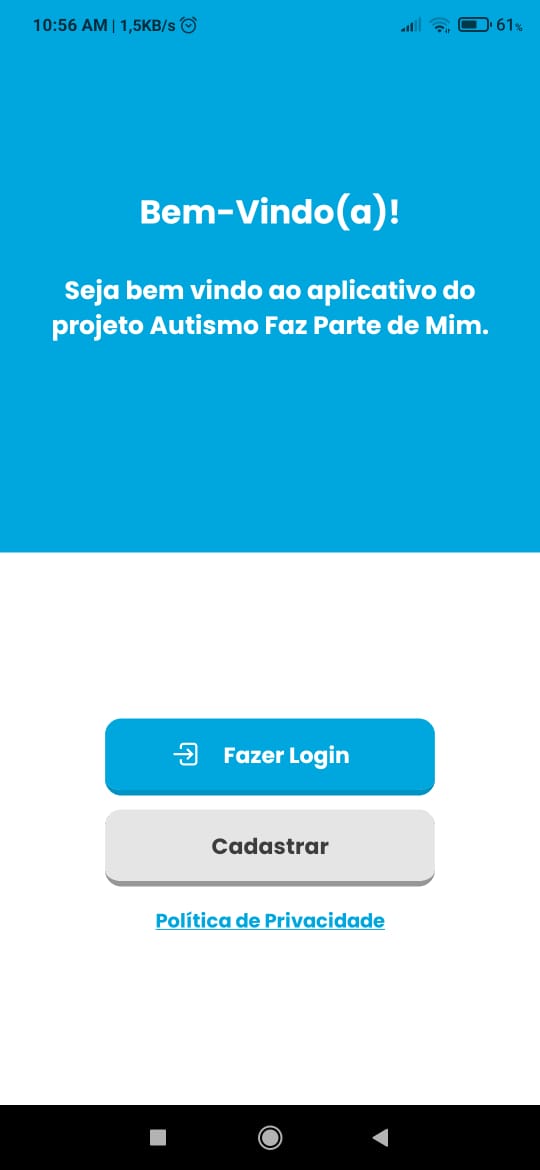 10:56 AM | 1,5KB/s 61%
Bem-Vindo(a)!
Seja bem vindo ao aplicativo do
projeto Autismo Faz Parte de Mim.
Fazer Login
Cadastrar
Política de Privacidade